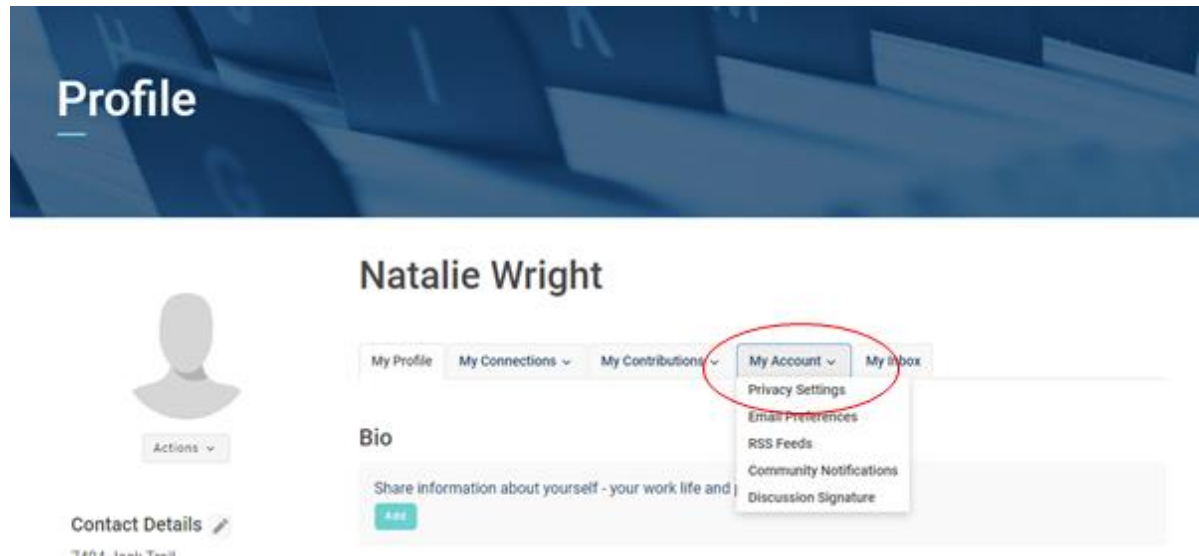 H
I
K
M
G
Profile
Natalie Wright
My Profile My Connections My Contributions My Account My Inbox
Privacy Settings
Email Preferences
RSS Feeds
Community Notifications
Discussion Signature
Actions
Bio
Share information about yourself - your work life and
Add
Contact Details